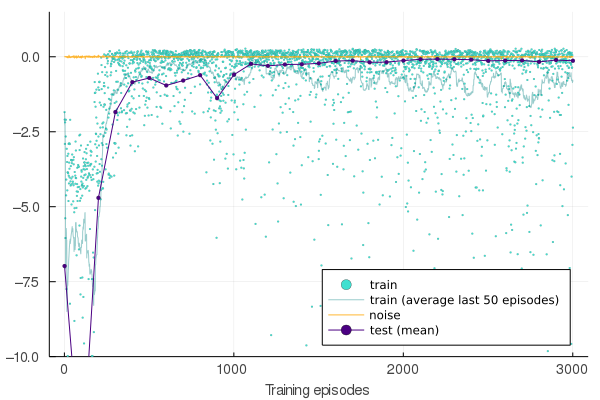 0.0
−2.5
−5.0
−7.5
−10.0
train
train (average last 50 episodes)
noise
test (mean)
0 1000 2000 3000
Training episodes